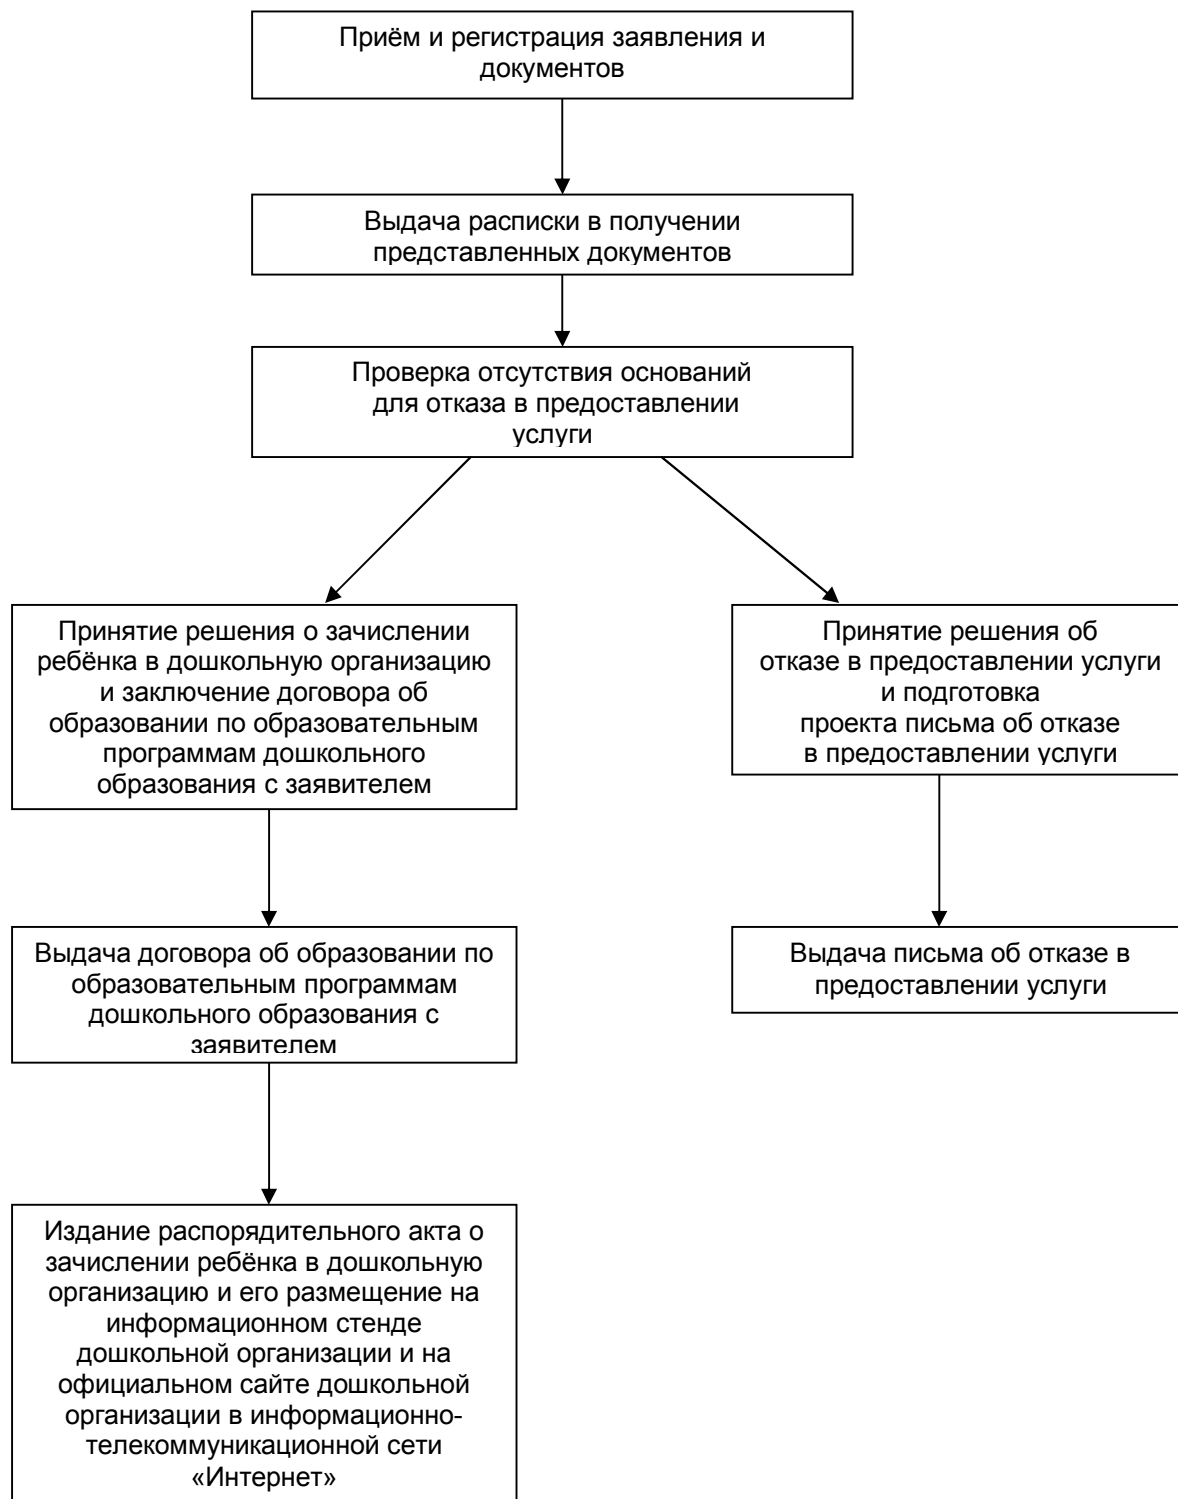 Приём и регистрация заявления и
документов
Выдача расписки в получении
представленных документов
Проверка отсутствия оснований
для отказа в предоставлении
услуги
Принятие решения о зачислении
ребёнка в дошкольную организацию
и заключение договора об
образовании по образовательным
программам дошкольного
образования с заявителем
Принятие решения об
отказе в предоставлении услуги
и подготовка
проекта письма об отказе
в предоставлении услуги
Выдача договора об образовании по
образовательным программам
дошкольного образования с
заявителем
Выдача письма об отказе в
предоставлении услуги
Издание распорядительного акта о
зачислении ребёнка в дошкольную
организацию и его размещение на
информационном стенде
дошкольной организации и на
официальном сайте дошкольной
организации в информационно-
телекоммуникационной сети
«Интернет»